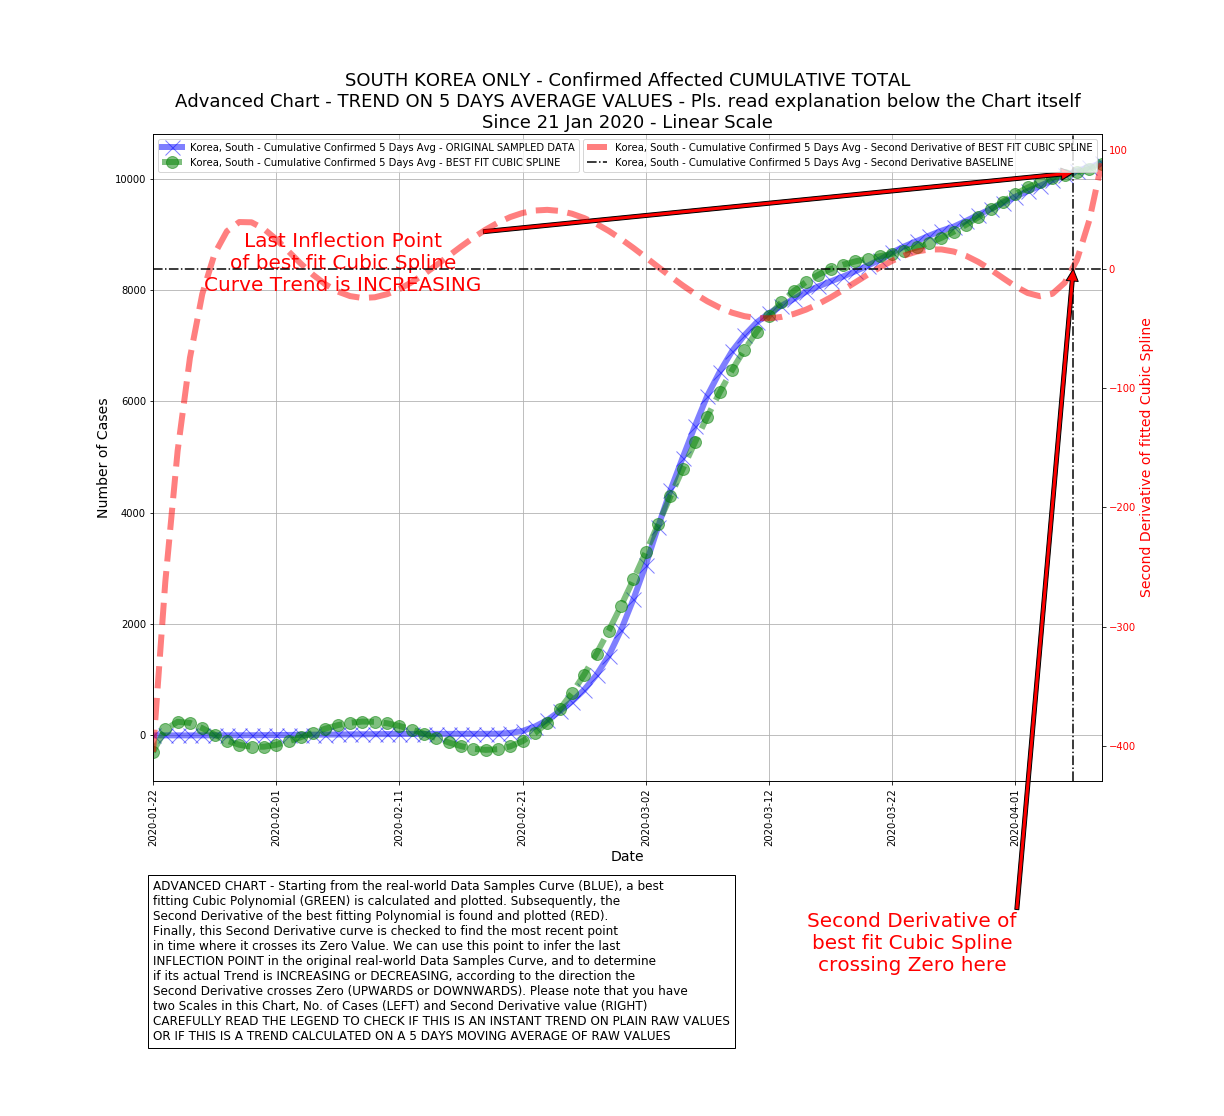 SOUTH KOREA ONLY - Confirmed Affected CUMULATIVE TOTAL
Advanced Chart - TREND ON 5 DAYS AVERAGE VALUES - Pls. read explanation below the Chart itself
Since 21 Jan 2020 - Linear Scale
Korea, South - Cumulative Confirmed 5 Days Avg - ORIGINAL SAMPLED DATA
Korea, South - Cumulative Confirmed 5 Days Avg - BEST FIT CUBIC SPLINE
Korea, South - Cumulative Confirmed 5 Days Avg - Second Derivative of BEST FIT CUBIC SPLINE
Korea, South - Cumulative Confirmed 5 Days Avg - Second Derivative BASELINE
10000
8000
6000
4000
2000
0
Number of Cases
Last Inflection Point
of best fit Cubic Spline
Curve Trend is INCREASING
100
0
−100
−200
−300
−400
Second Derivative of fitted Cubic Spline
2020-01-22
2020-02-01
2020-02-11
2020-02-21
2020-03-02
2020-03-12
2020-03-22
2020-04-01
Date
Second Derivative of
best fit Cubic Spline
crossing Zero here
ADVANCED CHART - Starting from the real-world Data Samples Curve (BLUE), a best
fitting Cubic Polynomial (GREEN) is calculated and plotted. Subsequently, the
Second Derivative of the best fitting Polynomial is found and plotted (RED).
Finally, this Second Derivative curve is checked to find the most recent point
in time where it crosses its Zero Value. We can use this point to infer the last
INFLECTION POINT in the original real-world Data Samples Curve, and to determine
if its actual Trend is INCREASING or DECREASING, according to the direction the
Second Derivative crosses Zero (UPWARDS or DOWNWARDS). Please note that you have
two Scales in this Chart, No. of Cases (LEFT) and Second Derivative value (RIGHT)
CAREFULLY READ THE LEGEND TO CHECK IF THIS IS AN INSTANT TREND ON PLAIN RAW VALUES
OR IF THIS IS A TREND CALCULATED ON A 5 DAYS MOVING AVERAGE OF RAW VALUES